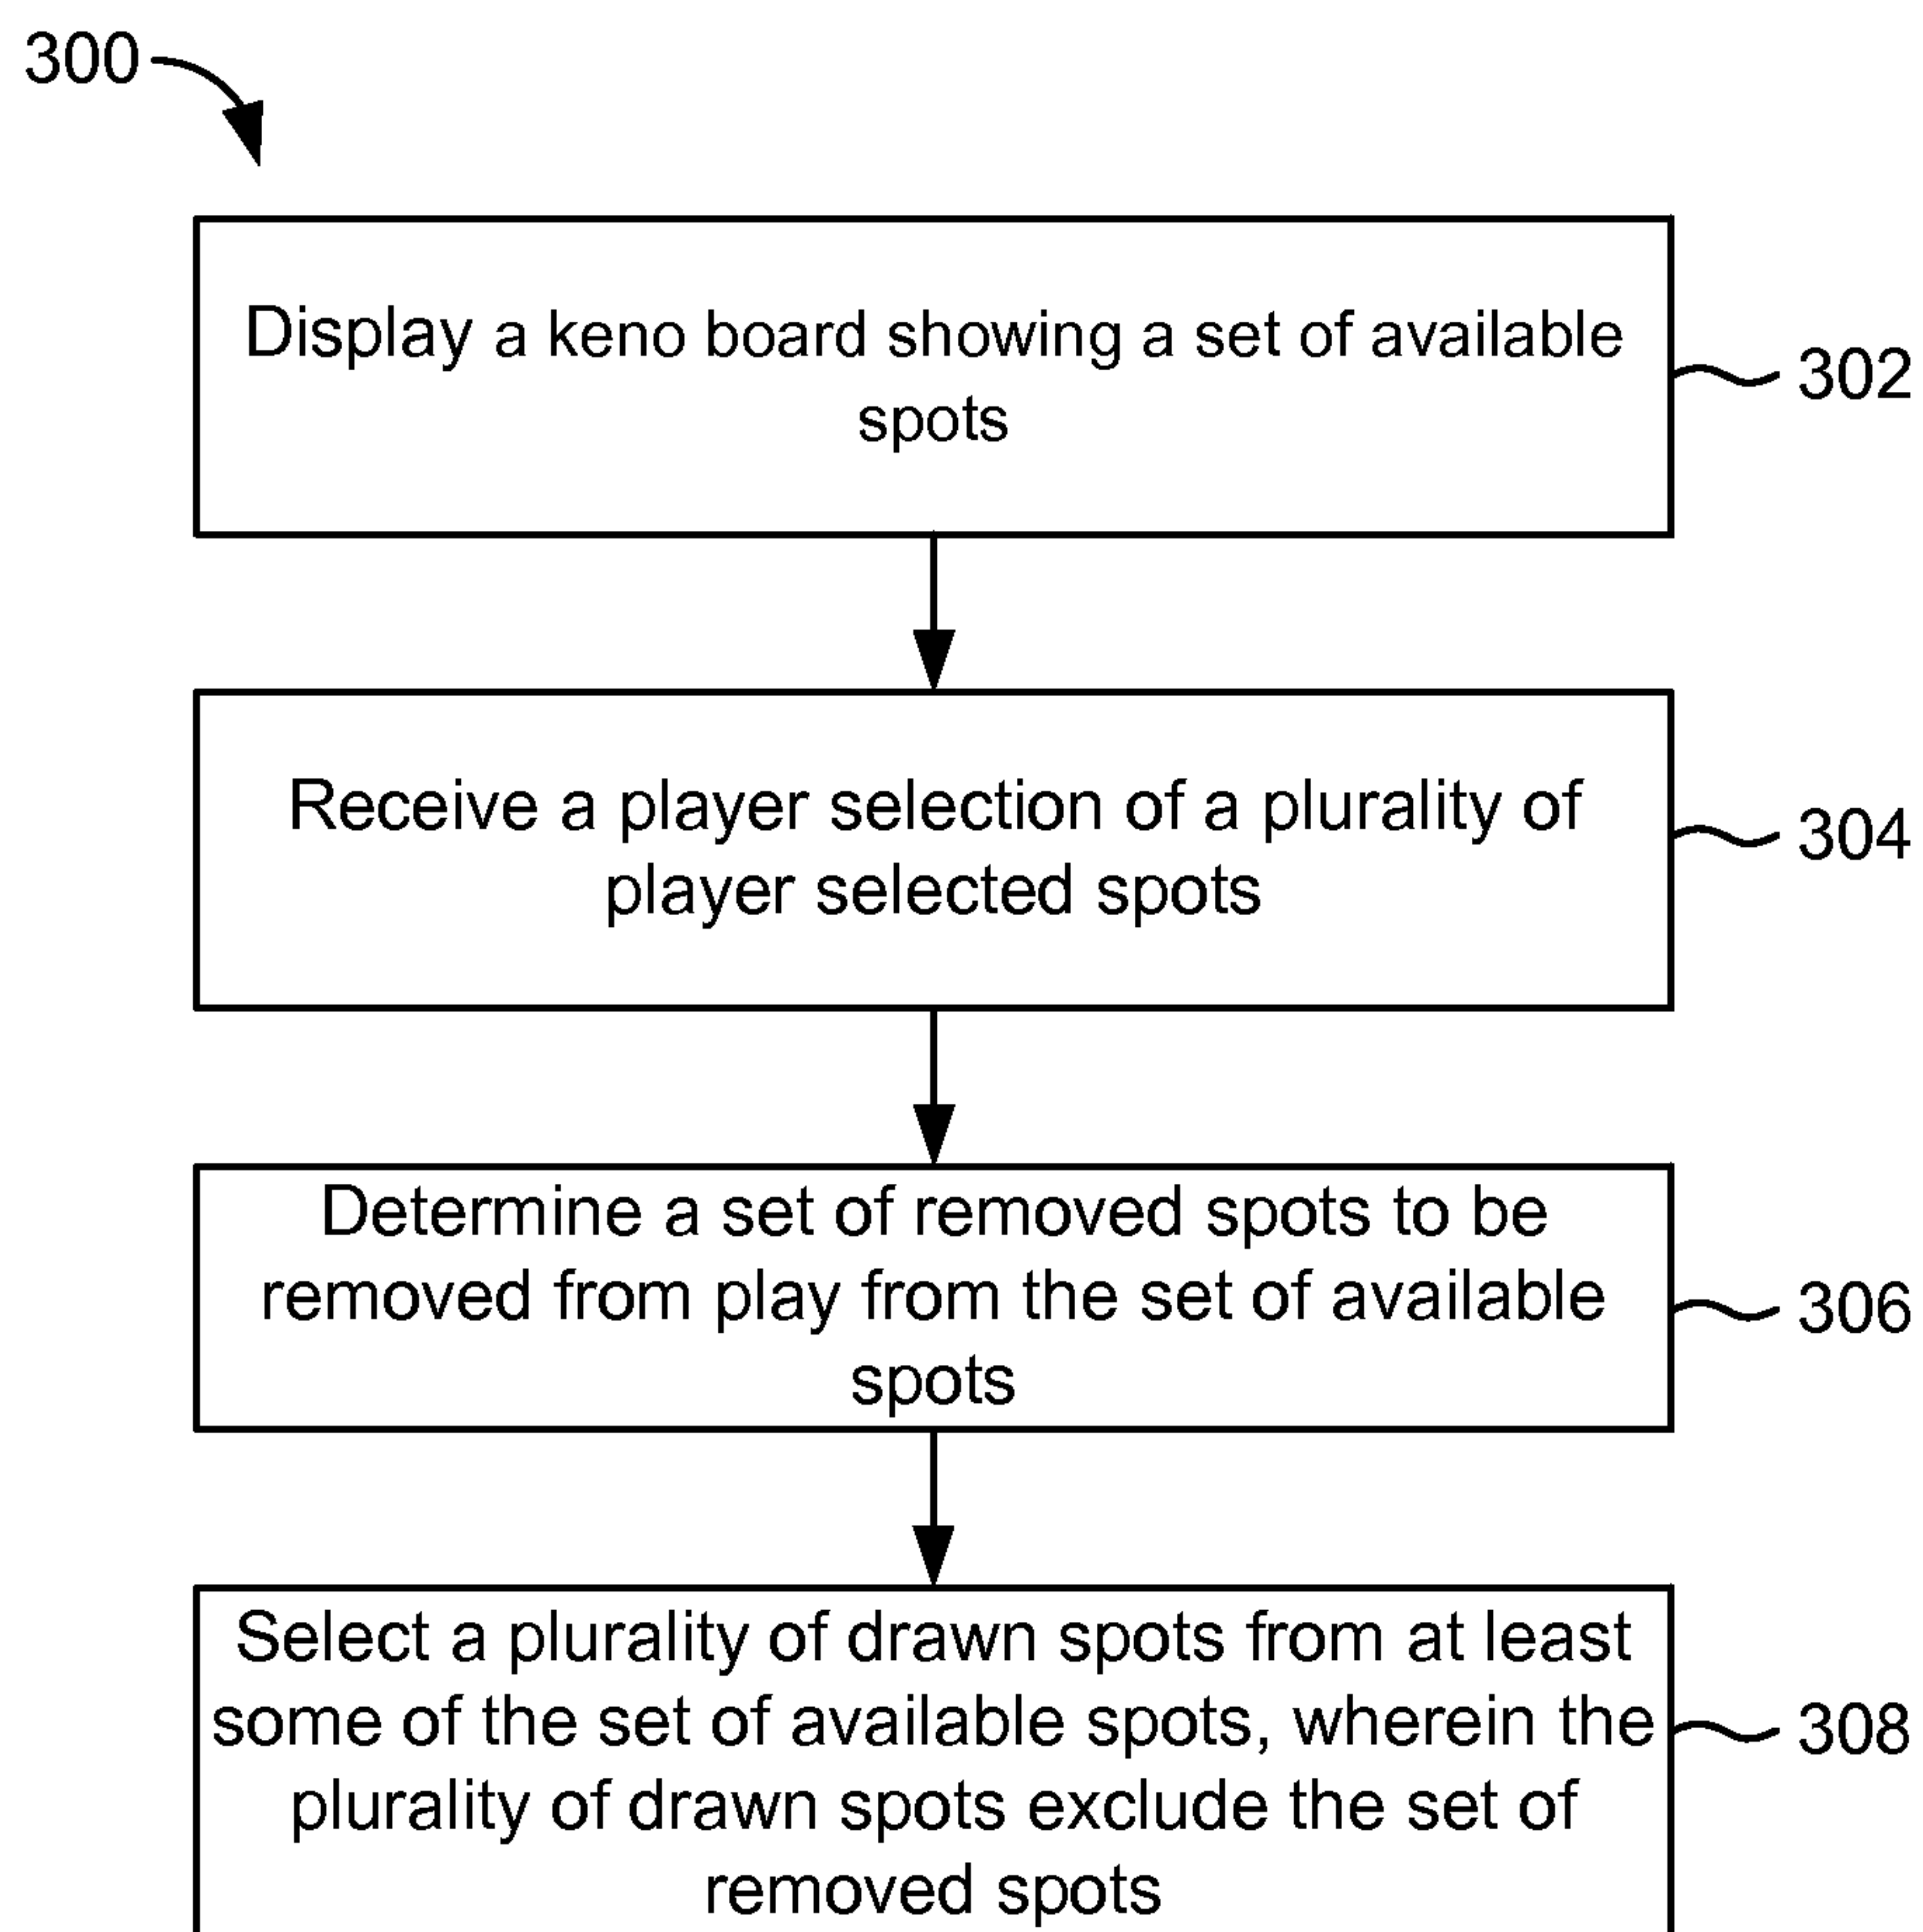 300
Display a keno board showing a set of available
spots
302
Receive a player selection of a plurality of
player selected spots
304
Determine a set of removed spots to be
removed from play from the set of available
spots
306
Select a plurality of drawn spots from at least
some of the set of available spots, wherein the
plurality of drawn spots exclude the set of
removed spots
308